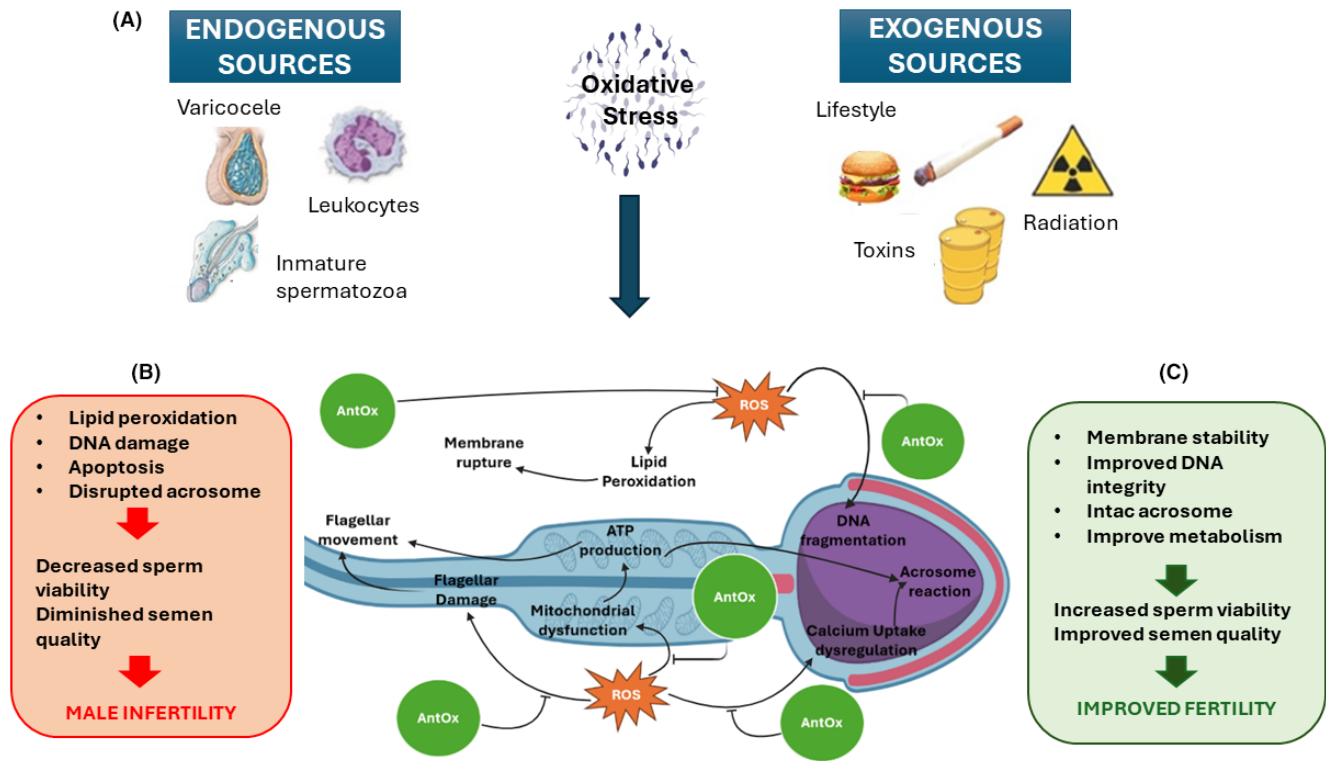 (A)
ENDOGENOUS
SOURCES
Varicocele
Leukocytes
Inmature
spermatozoa
Oxidative
Stress
EXOGENOUS
SOURCES
Lifestyle
Radiation
Toxins
(B)
• Lipid peroxidation
• DNA damage
• Apoptosis
• Disrupted acrosome
Decreased sperm
viability
Diminished semen
quality
MALE INFERTILITY
AntOx
ROS
AntOx
Membrane
rupture
Lipid
Peroxidation
Flagellar
movement
ATP
production
DNA
fragmentation
Flagellar
Damage
Mitochondrial
dysfunction
AntOx
Acrosome
reaction
Calcium Uptake
dysregulation
ROS
AntOx
AntOx
(C)
• Membrane stability
• Improved DNA
integrity
• Intac acrosome
• Improve metabolism
Increased sperm viability
Improved semen quality
IMPROVED FERTILITY